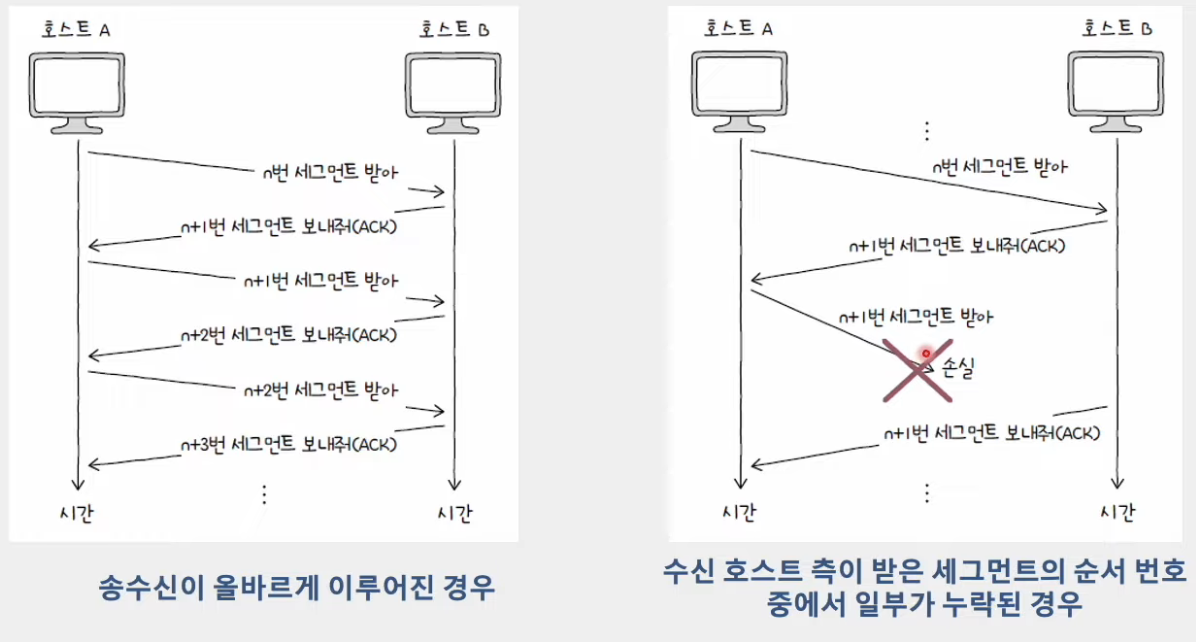 호스트 A
호스트 B
n번 세그먼트 받아
n+1번 세그먼트 보내줘(ACK)
n+1번 세그먼트 받아
n+2번 세그먼트 보내줘(ACK)
n+2번 세그먼트 받아
n+3번 세그먼트 보내줘(ACK)
시간
시간
송수신이 올바르게 이루어진 경우
호스트 A
호스트 B
n번 세그먼트 받아
n+1번 세그먼트 보내줘(ACK)
n+1번 세그먼트 받아
손실
n+1번 세그먼트 보내줘(ACK)
시간
시간
수신 호스트 측이 받은 세그먼트의 순서 번호
중에서 일부가 누락된 경우